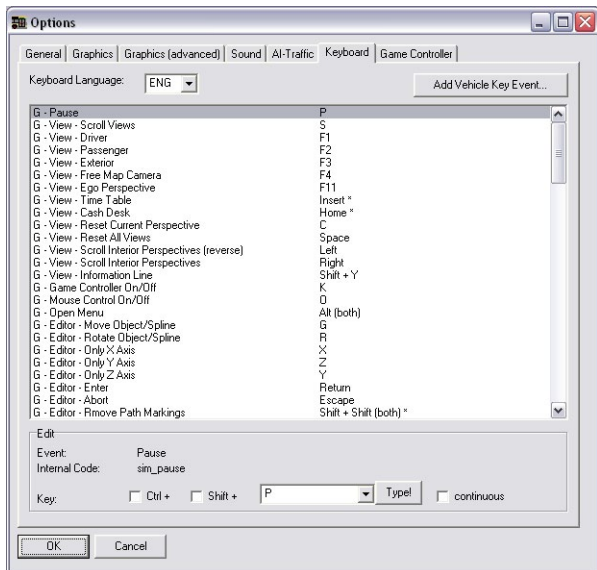 Options
General Graphics Graphics (advanced) Sound AI-Traffic Keyboard Game Controller
Keyboard Language: ENG Add Vehicle Key Event...
G - Pause P
G - View - Scroll Views S
G - View - Driver F1
G - View - Passenger F2
G - View - Exterior F3
G - View - Free Map Camera F4
G - View - Ego Perspective F11
G - View - Time Table Insert *
G - View - Cash Desk Home *
G - View - Reset Current Perspective C
G - View - Reset All Views Space
G - View - Scroll Interior Perspectives (reverse) Left
G - View - Scroll Interior Perspectives Right
G - View - Information Line Shift + Y
G - Game Controller On/Off K
G - Mouse Control On/Off O
G - Open Menu Alt (both)
G - Editor - Move Object/Spline G
G - Editor - Rotate Object/Spline R
G - Editor - Only X Axis X
G - Editor - Only Y Axis Z
G - Editor - Only Z Axis Y
G - Editor - Enter Return
G - Editor - Abort Escape
G - Editor - Rmove Path Markings Shift + Shift (both) *
Edit
Event: Pause
Internal Code: sim_pause
Key: Ctrl + Shift + P Type! continuous
OK Cancel